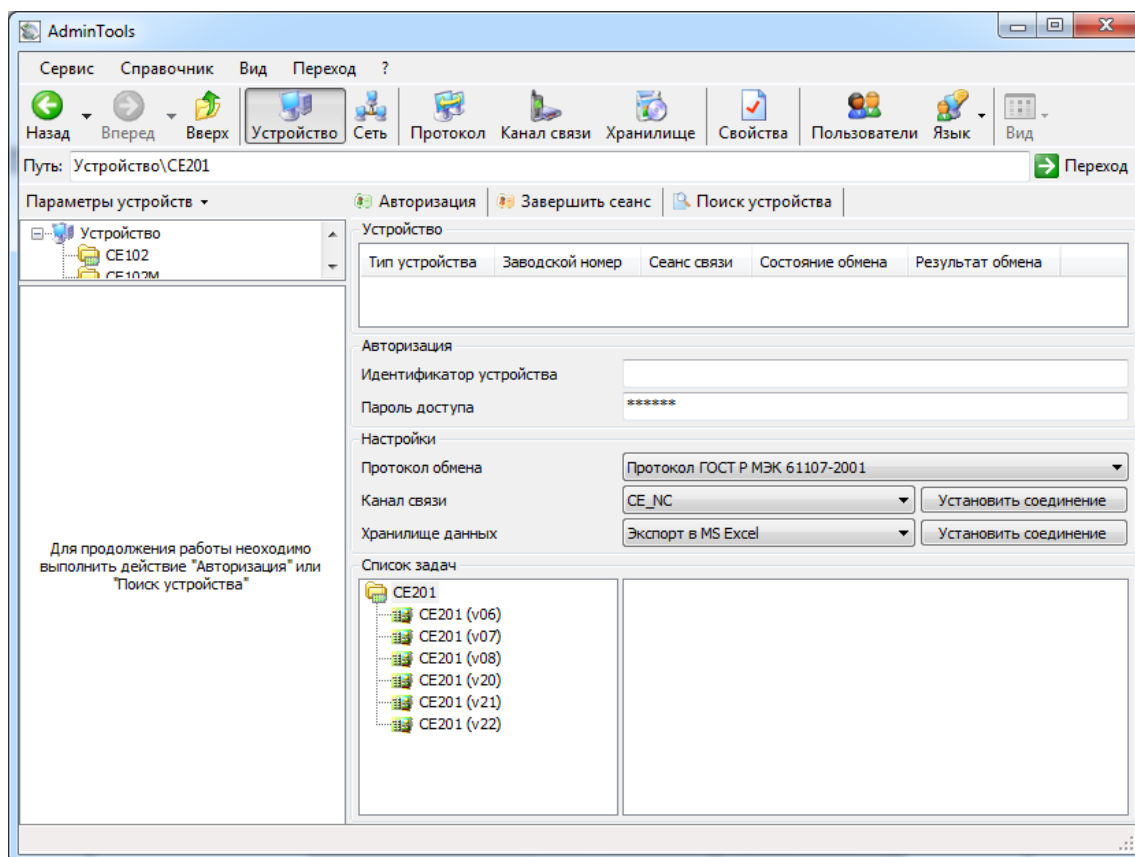 AdminTools
Сервис Справочник Вид Переход ?
Назад Вперед Вверх Устройство Сеть Протокол Канал связи Хранилище Свойства Пользователи Язык Вид
Путь: Устройство\CE201 Переход
Параметры устройств Авторизация Завершить сеанс Поиск устройства
Устройство
CE102
CE102M
Для продолжения работы неоходимо
выполнить действие "Авторизация" или
"Поиск устройства"
Устройство
Тип устройства Заводской номер Сеанс связи Состояние обмена Результат обмена
Авторизация
Идентификатор устройства
Пароль доступа ******
Настройки
Протокол обмена Протокол ГОСТ Р МЭК 61107-2001
Канал связи CE_NC Установить соединение
Хранилище данных Экспорт в MS Excel Установить соединение
Список задач
CE201
CE201 (v06)
CE201 (v07)
CE201 (v08)
CE201 (v20)
CE201 (v21)
CE201 (v22)